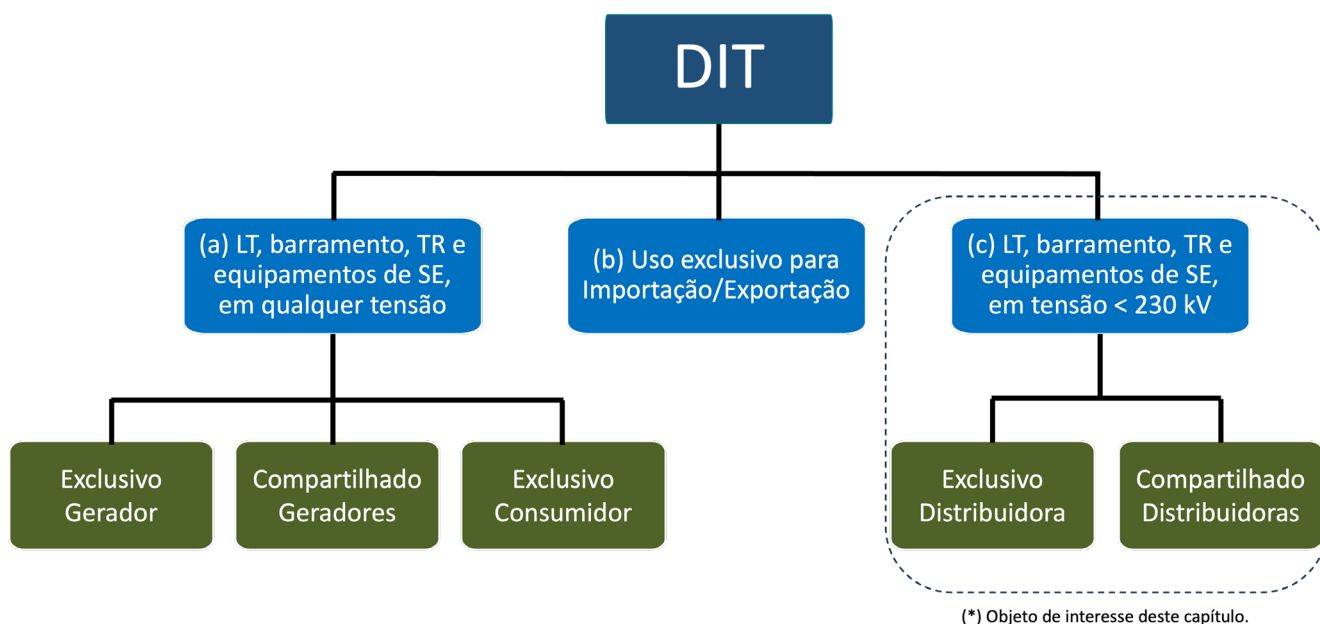 DIT
(a) LT, barramento, TR e
equipamentos de SE,
em qualquer tensão
(b) Uso exclusivo para
Importação/Exportação
(c) LT, barramento, TR e
equipamentos de SE,
em tensão < 230 kV
Exclusivo
Gerador
Compartilhado
Geradores
Exclusivo
Consumidor
Exclusivo
Distribuidora
Compartilhado
Distribuidoras
(*) Objeto de interesse deste capítulo.